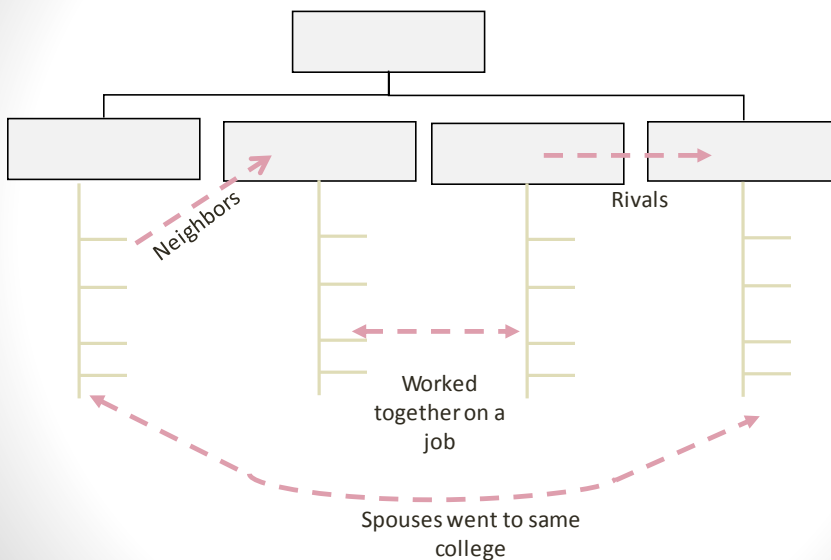 Neighbors
Rivals
Worked
together on a
job
Spouses went to same
college